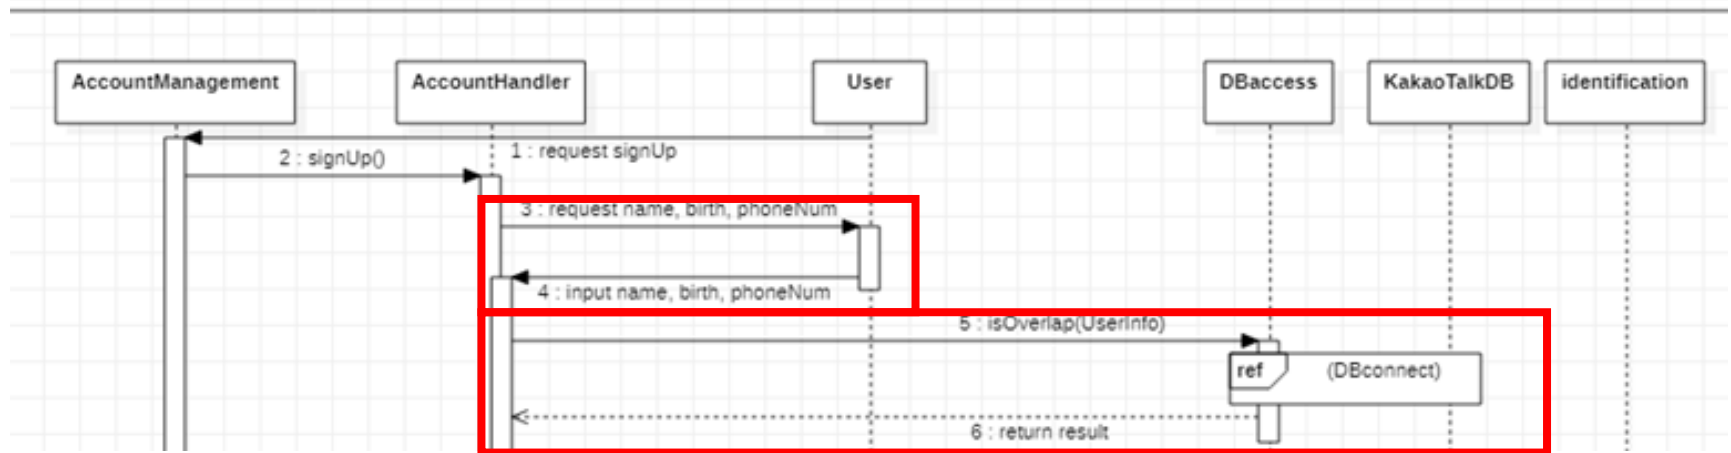 AccountManagement
AccountHandler
User
DBaccess
KakaoTalkDB
identification
1 : request signUp
2 : signUp()
3 : request name, birth, phoneNum
4 : input name, birth, phoneNum
5 : isOverlap(UserInfo)
ref
(DBconnect)
6 : return result